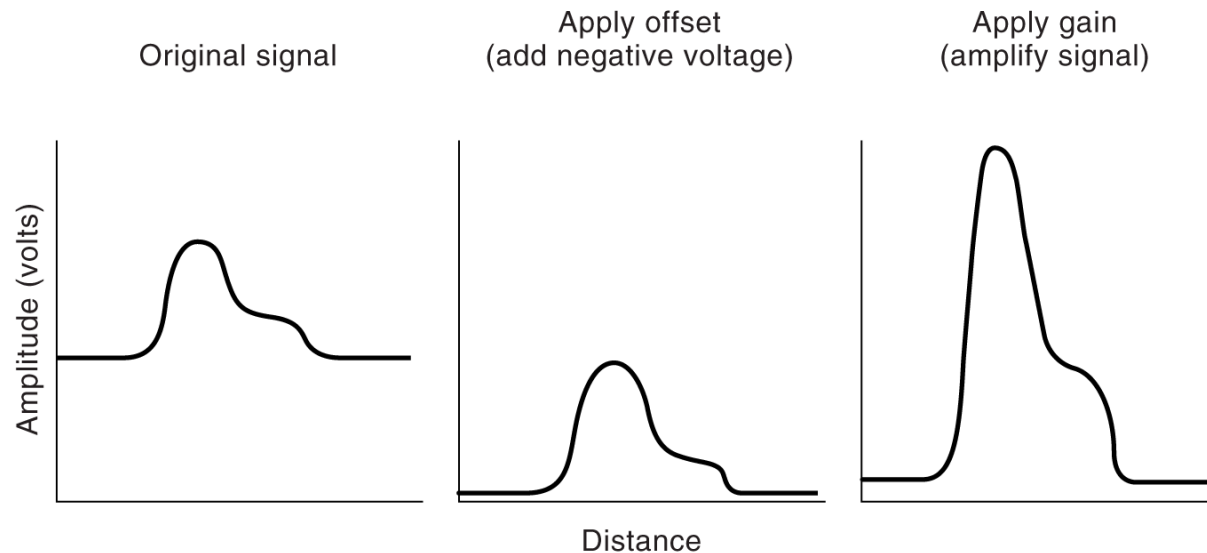 Original signal
Apply offset
(add negative voltage)
Apply gain
(amplify signal)
Amplitude (volts)
Distance